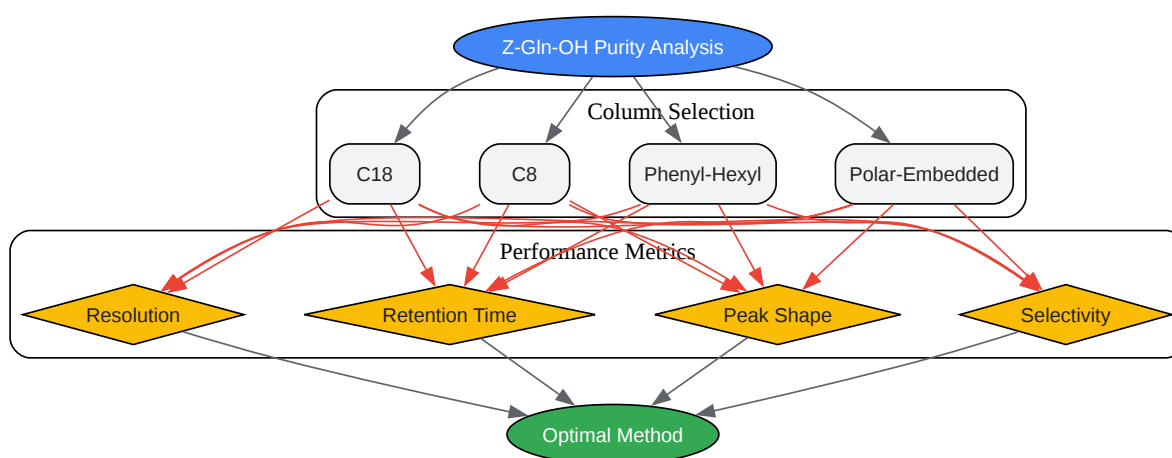 Z-Gln-OH Purity Analysis
Column Selection
C18
C8
Phenyl-Hexyl
Polar-Embedded
Performance Metrics
Resolution
Retention Time
Peak Shape
Selectivity
Optimal Method